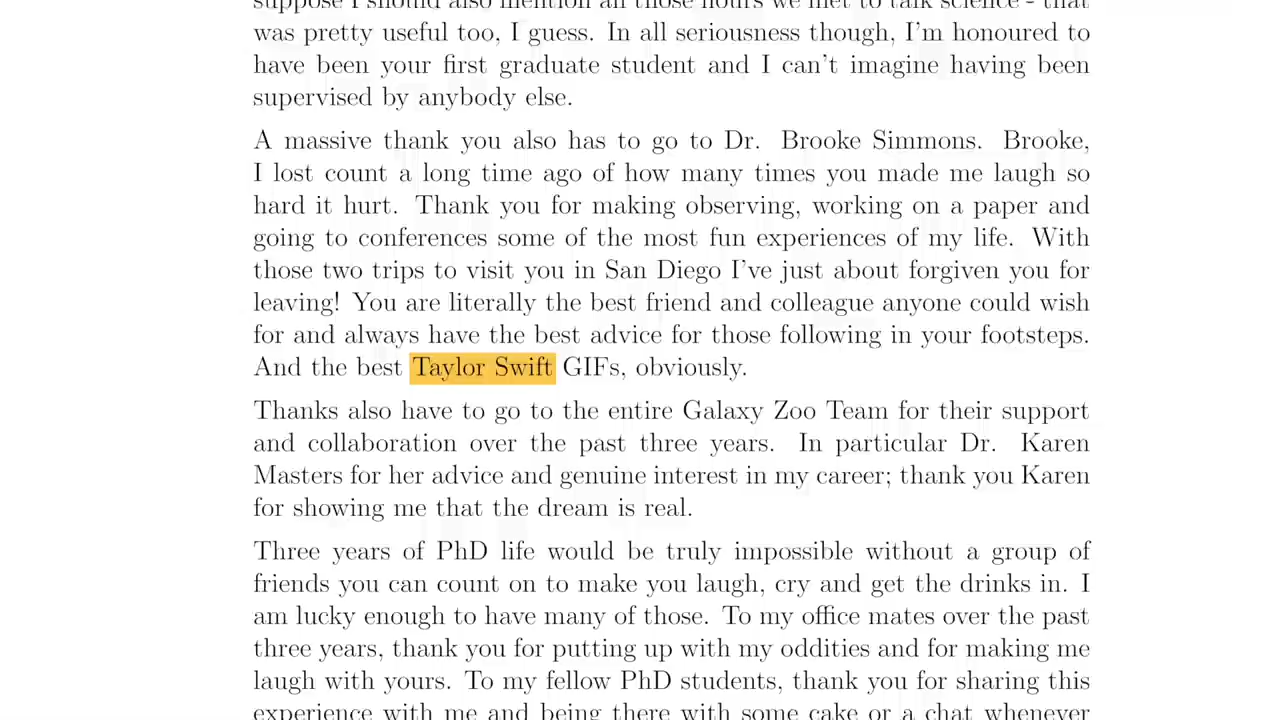 suppose I should also mention all those hours we met to talk science - that
was pretty useful too, I guess. In all seriousness though, I'm honoured to
have been your first graduate student and I can't imagine having been
supervised by anybody else.
A massive thank you also has to go to Dr. Brooke Simmons. Brooke,
I lost count a long time ago of how many times you made me laugh so
hard it hurt. Thank you for making observing, working on a paper and
going to conferences some of the most fun experiences of my life. With
those two trips to visit you in San Diego I've just about forgiven you for
leaving! You are literally the best friend and colleague anyone could wish
for and always have the best advice for those following in your footsteps.
And the best Taylor Swift GIFs, obviously.
Thanks also have to go to the entire Galaxy Zoo Team for their support
and collaboration over the past three years. In particular Dr. Karen
Masters for her advice and genuine interest in my career; thank you Karen
for showing me that the dream is real.
Three years of PhD life would be truly impossible without a group of
friends you can count on to make you laugh, cry and get the drinks in. I
am lucky enough to have many of those. To my office mates over the past
three years, thank you for putting up with my oddities and for making me
laugh with yours. To my fellow PhD students, thank you for sharing this
experience with me and being there with some cake or a chat whenever